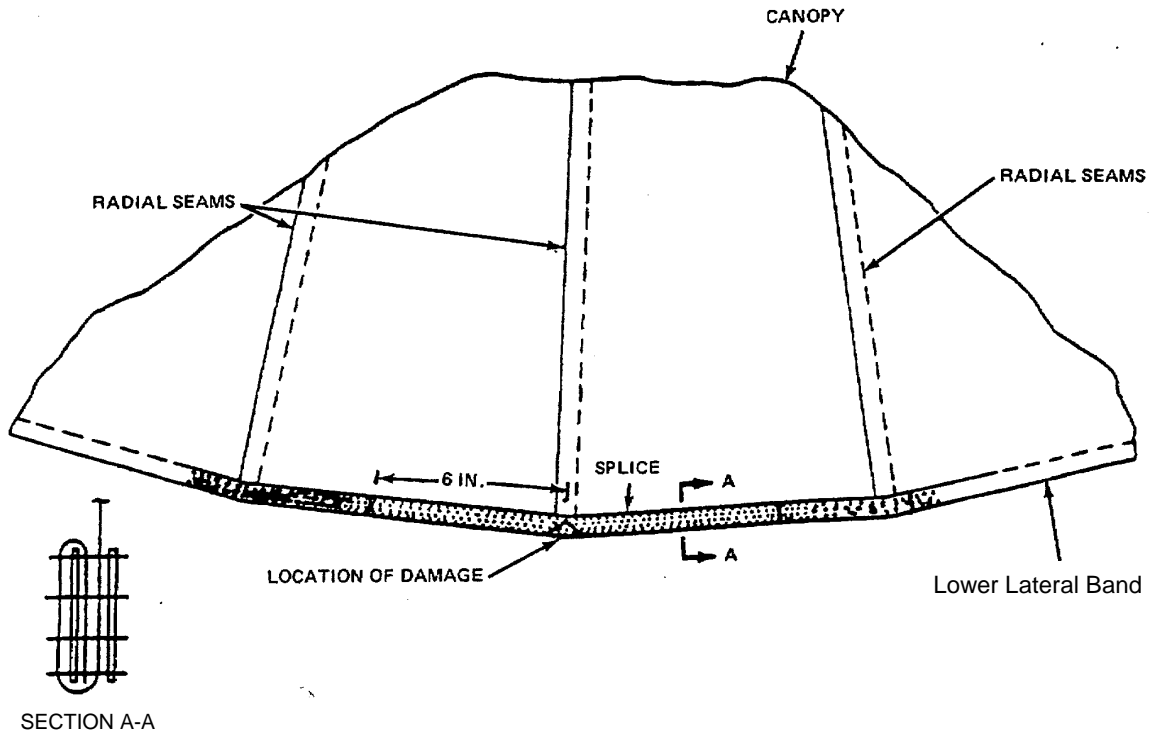 CANOPY
RADIAL SEAMS
RADIAL SEAMS
6 IN.
SPLICE
A
A
LOCATION OF DAMAGE
Lower Lateral Band
SECTION A-A